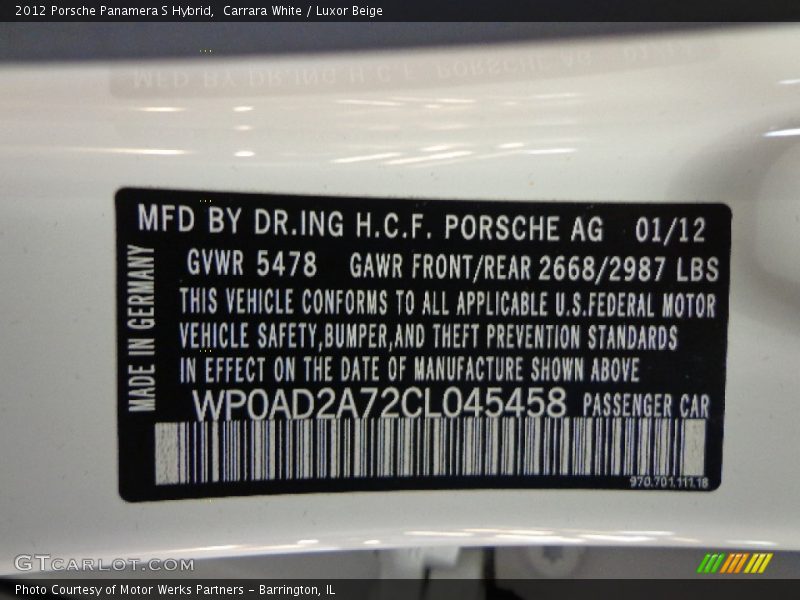 2012 Porsche Panamera S Hybrid,  Carrara White / Luxor Beige
MFD BY DR.ING H.C.F. PORSCHE AG 01/12
GVWR 5478 GAWR FRONT/REAR 2668/2987 LBS
THIS VEHICLE CONFORMS TO ALL APPLICABLE U.S.FEDERAL MOTOR
VEHICLE SAFETY,BUMPER,AND THEFT PREVENTION STANDARDS
IN EFFECT ON THE DATE OF MANUFACTURE SHOWN ABOVE
WP0AD2A72CL045458 PASSENGER CAR
970.701.111.18
MADE IN GERMANY
GTCARLOT.COM
Photo Courtesy of Motor Werks Partners - Barrington, IL